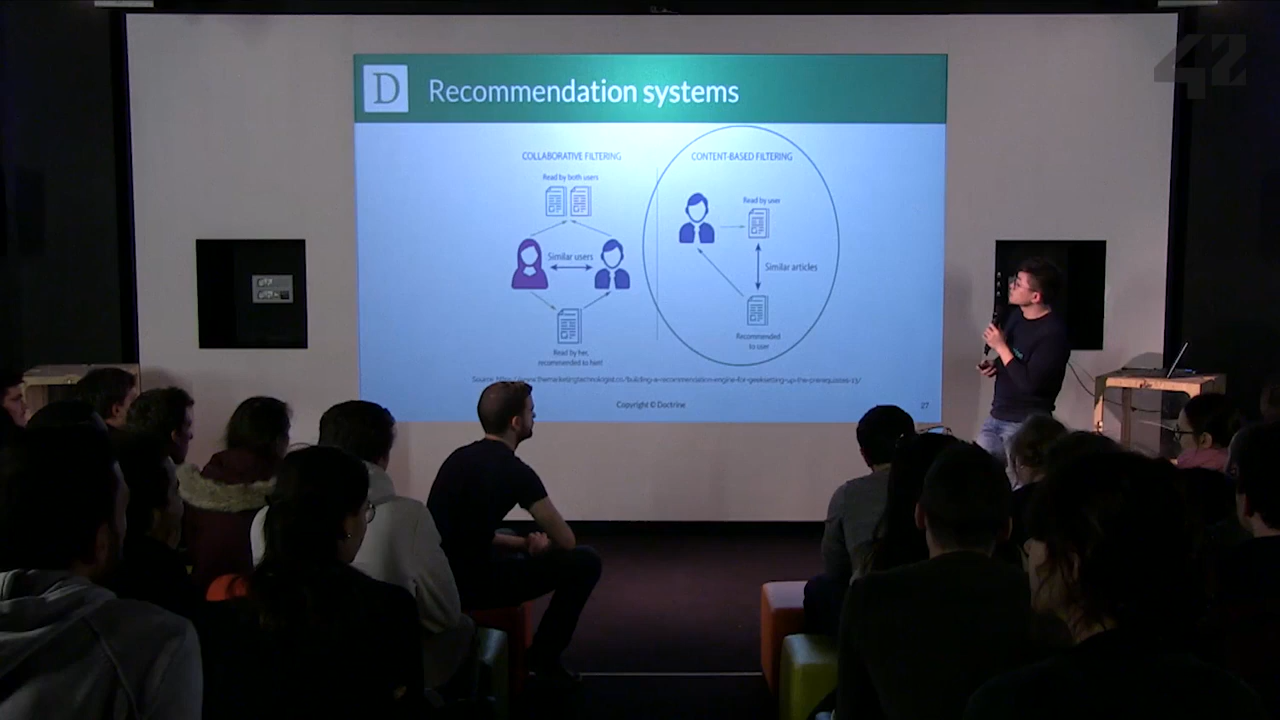 42
D
Recommendation systems
COLLABORATIVE FILTERING
Read by both users
Similar users
Read by her,
recommended to him!
CONTENT-BASED FILTERING
Read by user
Similar articles
Recommended
to user
Copyright © Doctrine
27